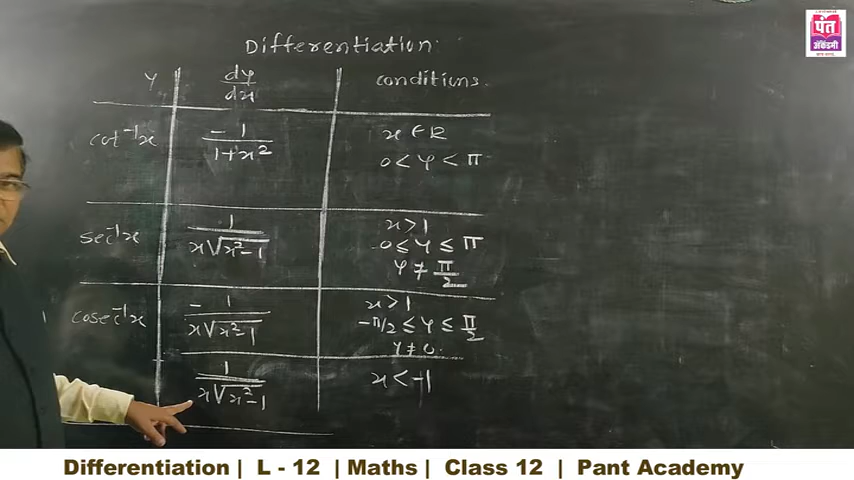 Differentiation
y dy/dx conditions
cot⁻¹x -1/(1+x²) x ∈ R
0 < y < π
sec⁻¹x 1/(x√(x²-1)) x > 1
0 ≤ y ≤ π
y ≠ π/2
cosec⁻¹x -1/(x√(x²-1)) x > 1
-π/2 ≤ y ≤ π/2
y ≠ 0
1/(x√(x²-1)) x < -1
पंत
अकॅडमी
Differentiation | L - 12 | Maths | Class 12 | Pant Academy